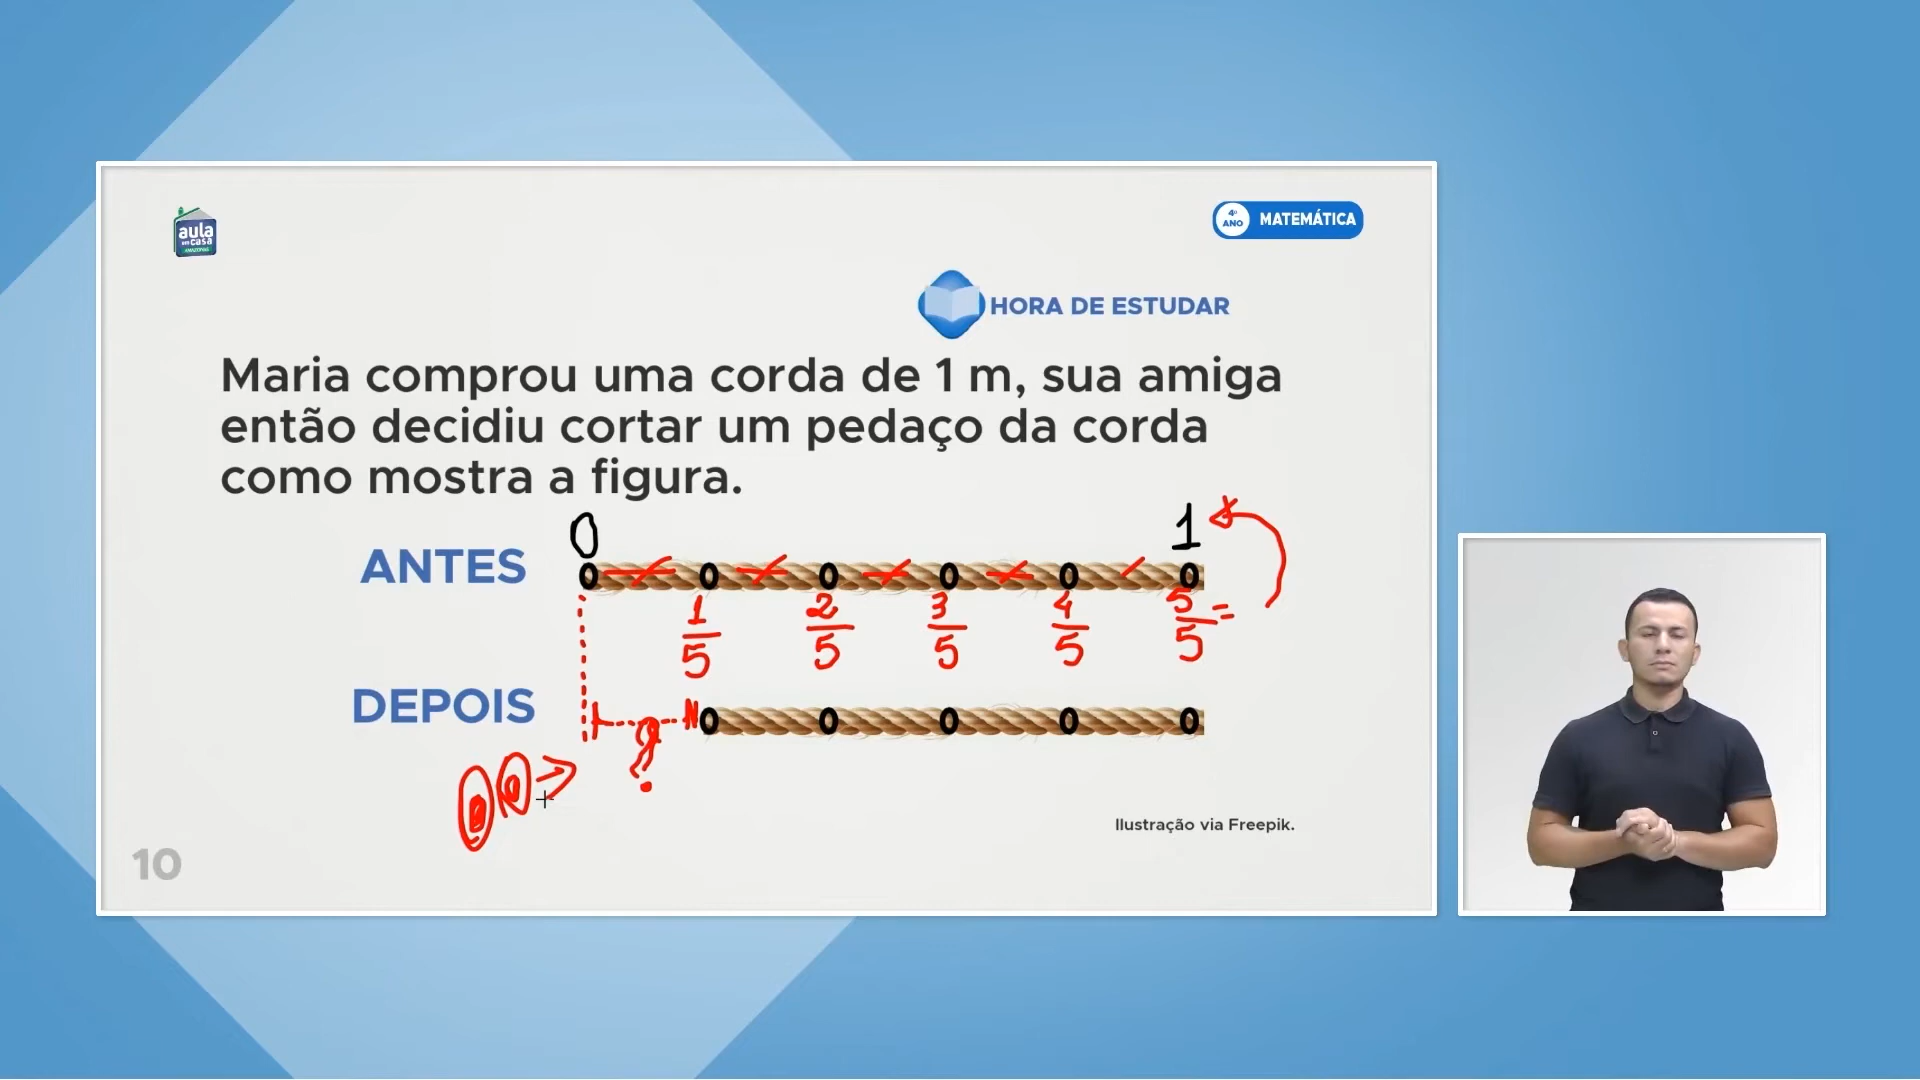 aula
em casa
AMAZONAS
4º
ANO
MATEMÁTICA
HORA DE ESTUDAR
Maria comprou uma corda de 1 m, sua amiga
então decidiu cortar um pedaço da corda
como mostra a figura.
0 1
ANTES
1/5 2/5 3/5 4/5 5/5 =
DEPOIS
?
Ilustração via Freepik.
10